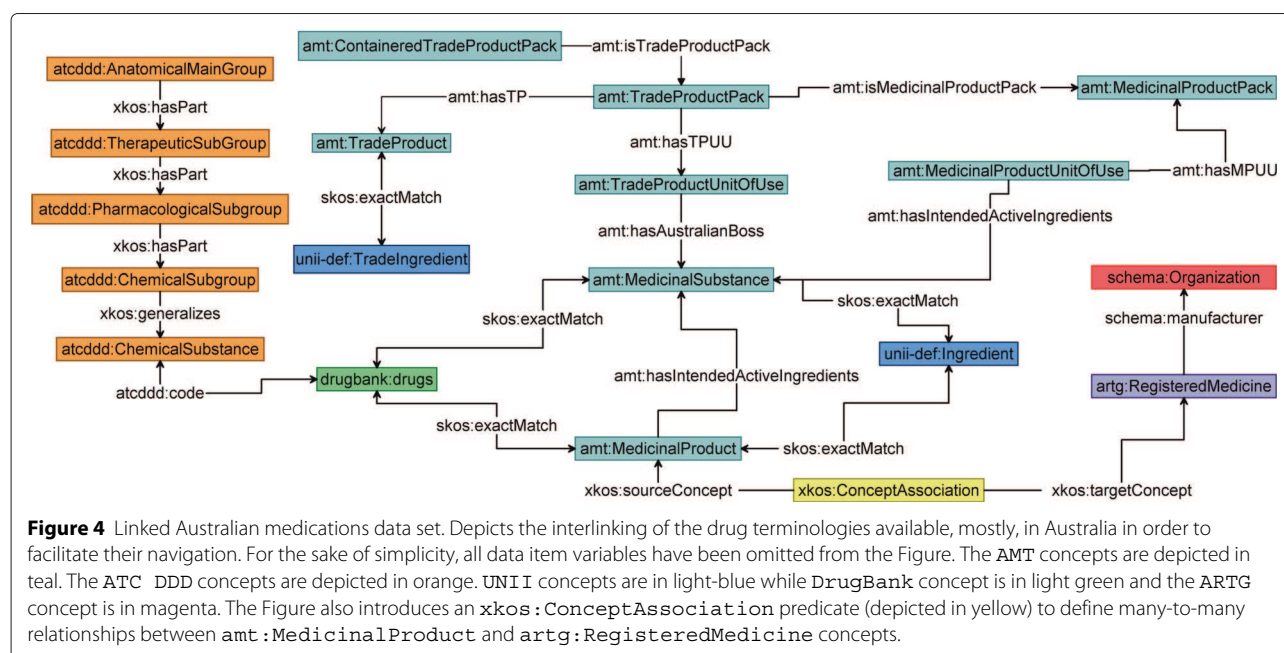 amt:ContaineredTradeProductPack
amt:isTradeProductPack
atcddd:AnatomicalMainGroup
xkos:hasPart
amt:hasTP
amt:TradeProductPack
amt:isMedicinalProductPack
amt:MedicinalProductPack
atcddd:TherapeuticSubGroup
amt:TradeProduct
amt:hasTPUU
xkos:hasPart
skos:exactMatch
amt:TradeProductUnitOfUse
amt:MedicinalProductUnitOfUse
amt:hasMPUU
atcddd:PharmacologicalSubgroup
amt:hasIntendedActiveIngredients
xkos:hasPart
amt:hasAustralianBoss
unii-def:TradeIngredient
atcddd:ChemicalSubgroup
amt:MedicinalSubstance
schema:Organization
xkos:generalizes
skos:exactMatch
skos:exactMatch
schema:manufacturer
atcddd:ChemicalSubstance
unii-def:Ingredient
drugbank:drugs
amt:hasIntendedActiveIngredients
artg:RegisteredMedicine
atcddd:code
skos:exactMatch
amt:MedicinalProduct
skos:exactMatch
xkos:sourceConcept
xkos:ConceptAssociation
xkos:targetConcept
Figure 4 Linked Australian medications data set. Depicts the interlinking of the drug terminologies available, mostly, in Australia in order to
facilitate their navigation. For the sake of simplicity, all data item variables have been omitted from the Figure. The AMT concepts are depicted in
teal. The ATC DDD concepts are depicted in orange. UNII concepts are in light-blue while DrugBank concept is in light green and the ARTG
concept is in magenta. The Figure also introduces an xkos:ConceptAssociation predicate (depicted in yellow) to define many-to-many
relationships between amt:MedicinalProduct and artg:RegisteredMedicine concepts.